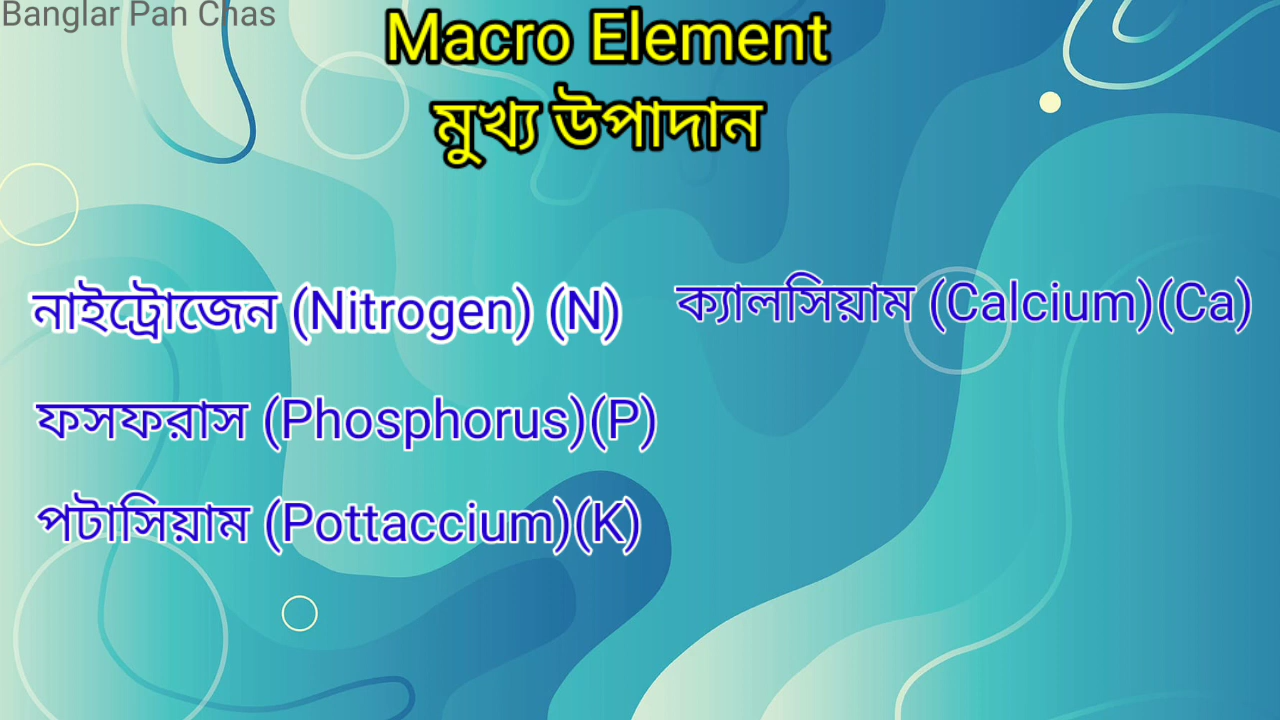 Banglar Pan Chas
Macro Element
মুখ্য উপাদান
নাইট্রোজেন (Nitrogen) (N)
ফসফরাস (Phosphorus)(P)
পটাসিয়াম (Pottaccium)(K)
ক্যালসিয়াম (Calcium)(Ca)